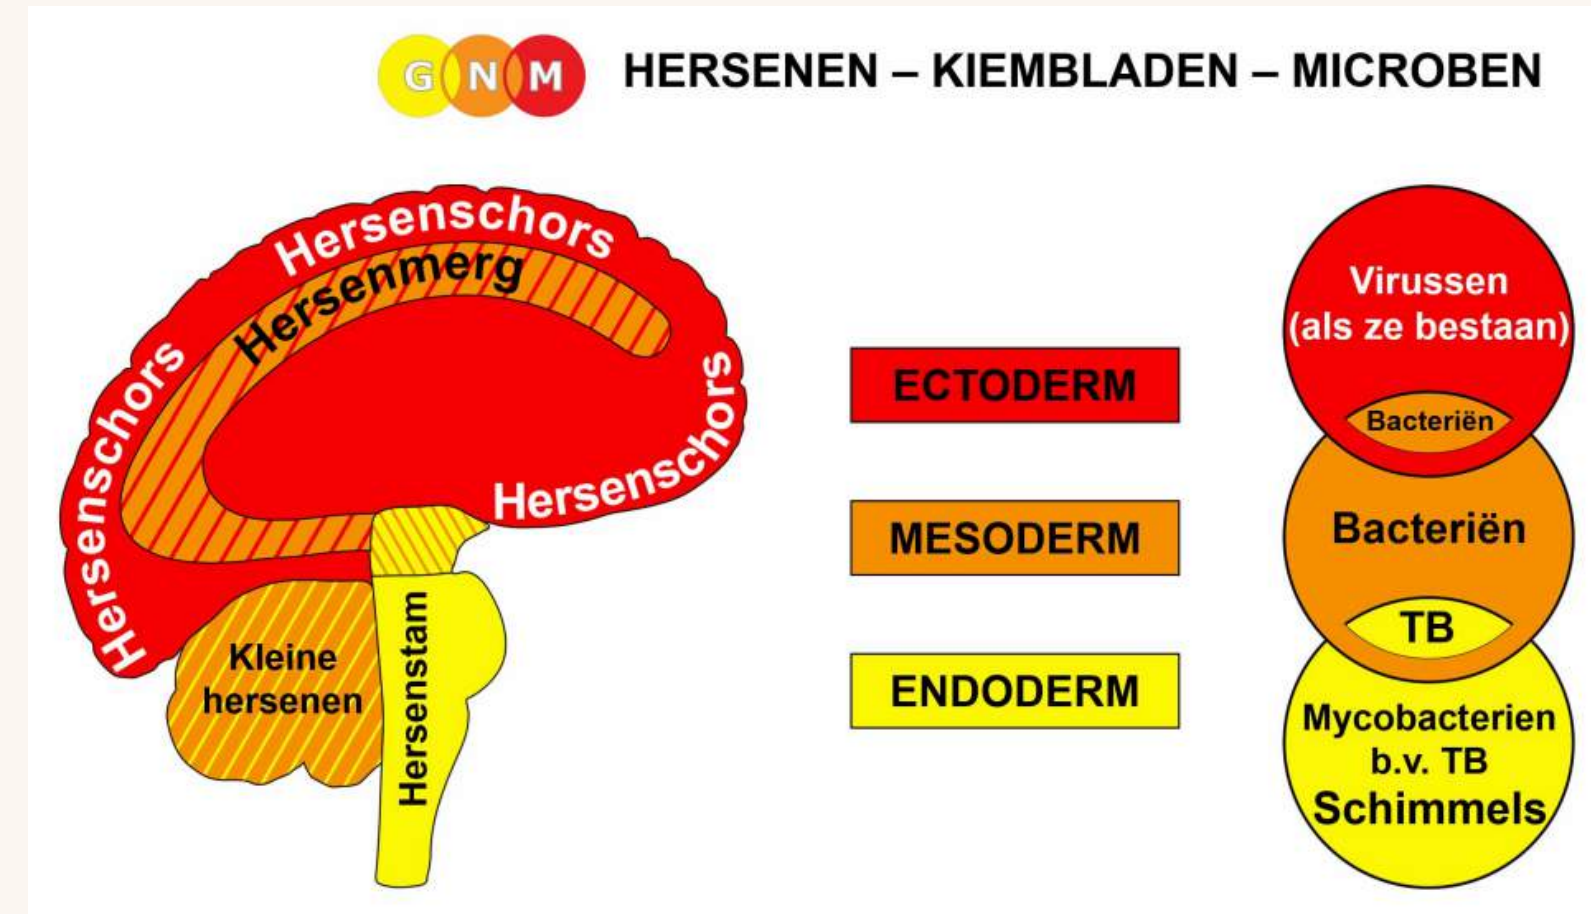 GNM
HERSENEN – KIEMBLADEN – MICROBEN
Hersenschors
Hersenmerg
Hersenschors
Hersenschors
Hersenschors
Kleine
hersenen
Hersenstam
ECTODERM
MESODERM
ENDODERM
Virussen
(als ze bestaan)
Bacteriën
Bacteriën
TB
Mycobacterien
b.v. TB
Schimmels